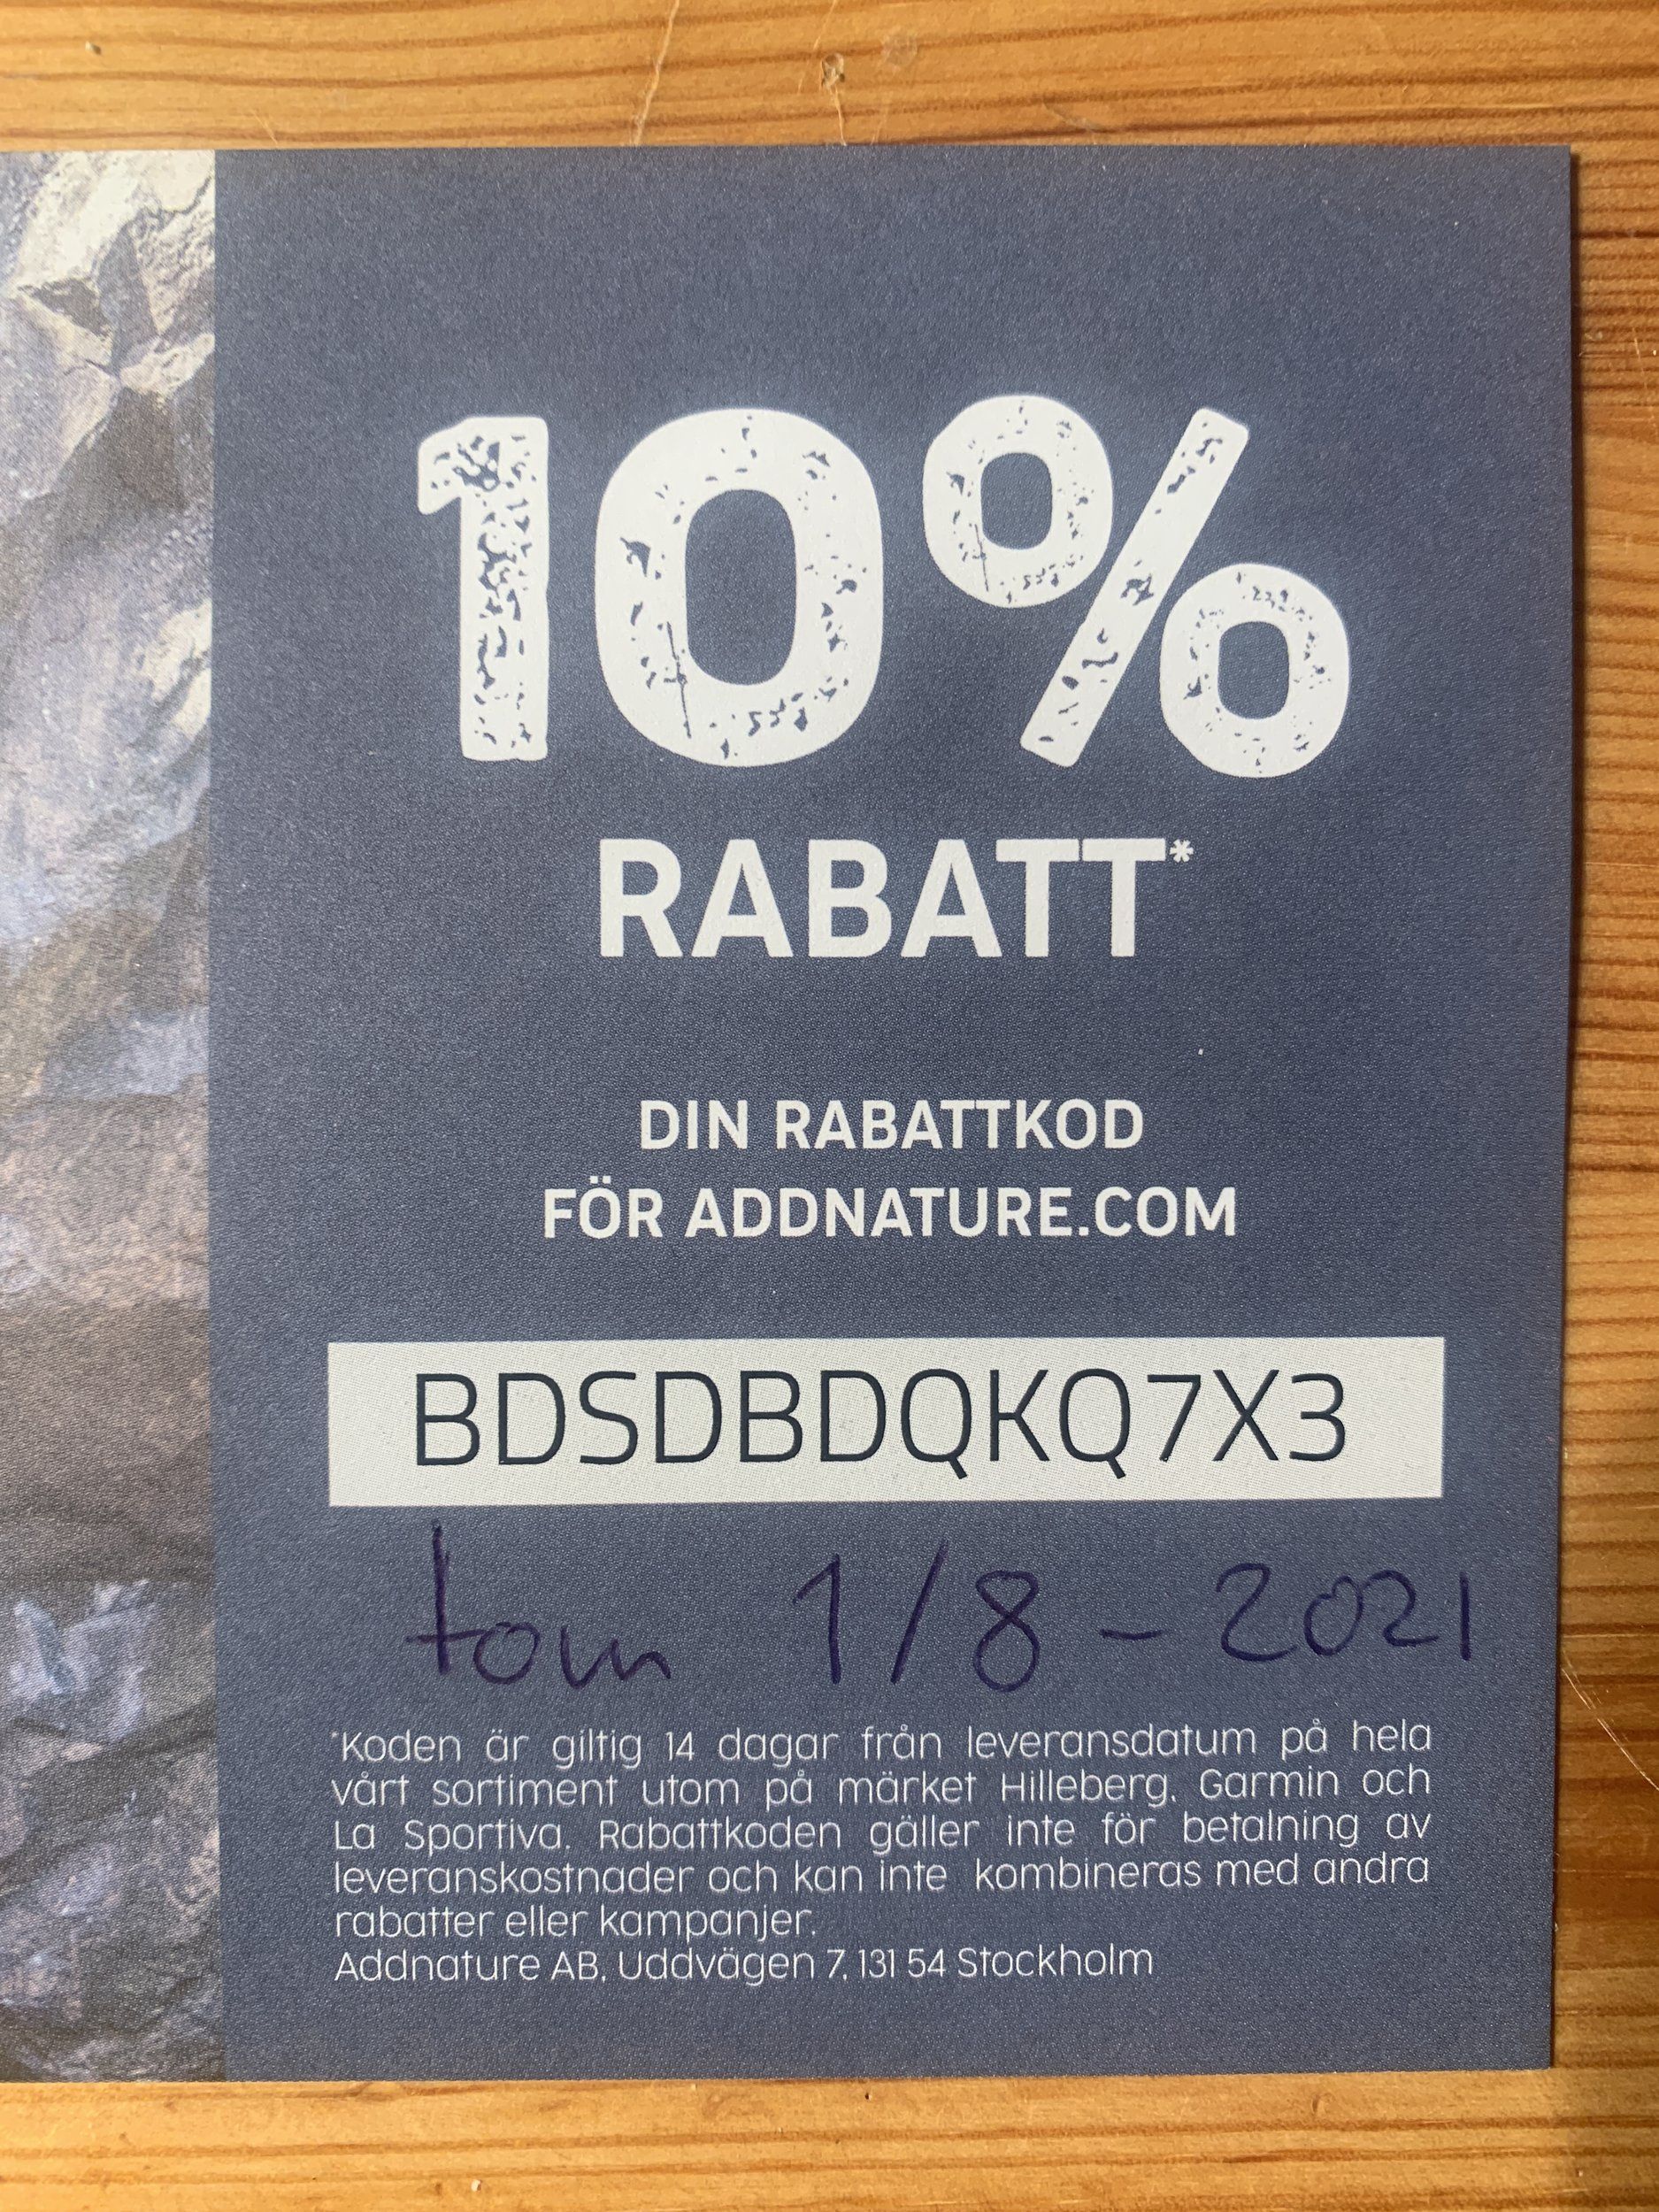 10%
RABATT*
DIN RABATTKOD
FÖR ADDNATURE.COM
BDSDBDQKQ7X3
tom 1/8-2021
*Koden är giltig 14 dagar från leveransdatum på hela
vårt sortiment utom på märket Hilleberg, Garmin och
La Sportiva. Rabattkoden gäller inte för betalning av
leveranskostnader och kan inte kombineras med andra
rabatter eller kampanjer.
Addnature AB, Uddvägen 7, 131 54 Stockholm